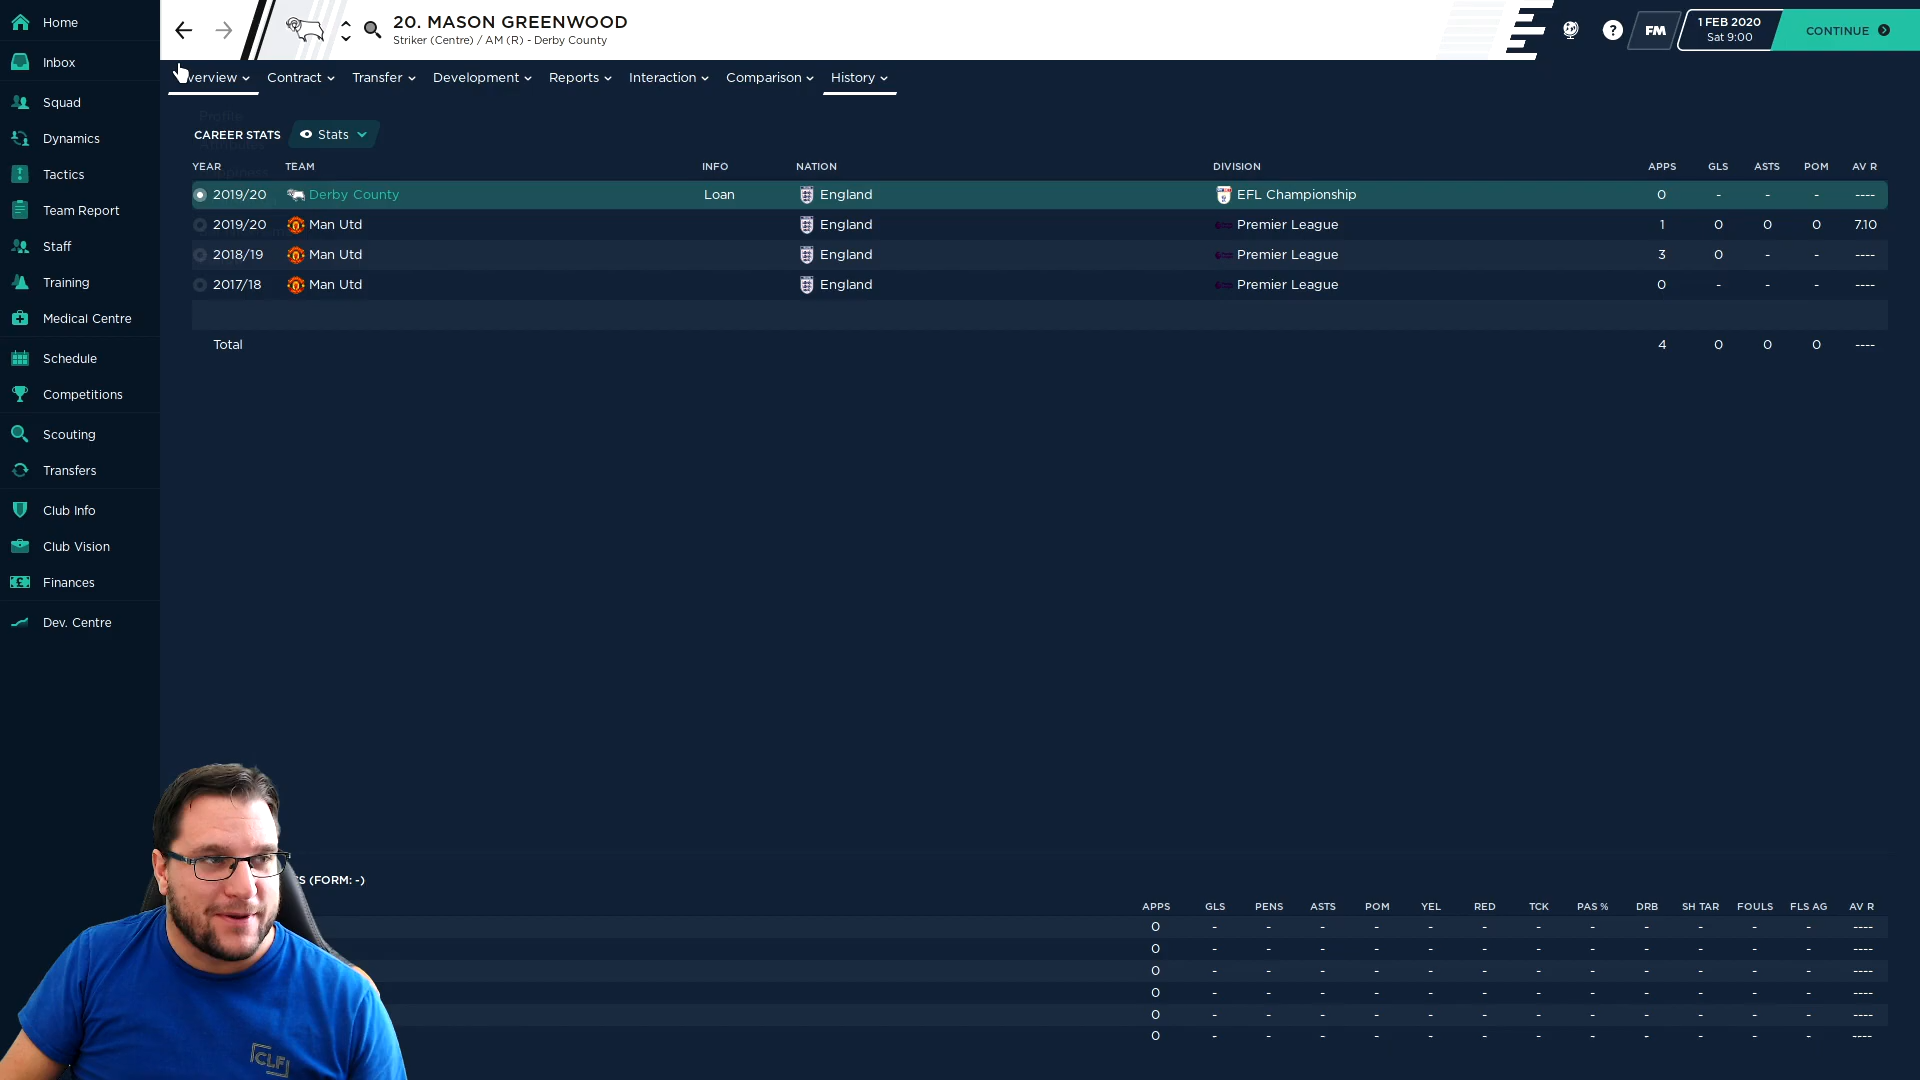 Home
Inbox
Squad
Dynamics
Tactics
Team Report
Staff
Training
Medical Centre
Schedule
Competitions
Scouting
Transfers
Club Info
Club Vision
Finances
Dev. Centre
20. MASON GREENWOOD
Striker (Centre) / AM (R) - Derby County
? FM 1 FEB 2020
Sat 9:00
CONTINUE
verview Contract Transfer Development Reports Interaction Comparison History
Profile
CAREER STATS Stats
YEAR TEAM INFO NATION DIVISION APPS GLS ASTS POM AV R
2019/20 Derby County Loan England EFL Championship 0 - - - ----
2019/20 Man Utd England Premier League 1 0 0 0 7.10
2018/19 Man Utd England Premier League 3 0 - - ----
2017/18 Man Utd England Premier League 0 - - - ----
Total 4 0 0 0 ----
S (FORM: -)
APPS GLS PENS ASTS POM YEL RED TCK PAS % DRB SH TAR FOULS FLS AG AV R
0 - - - - - - - - - - - - ----
0 - - - - - - - - - - - - ----
0 - - - - - - - - - - - - ----
0 - - - - - - - - - - - - ----
0 - - - - - - - - - - - - ----
0 - - - - - - - - - - - - ----
CLF